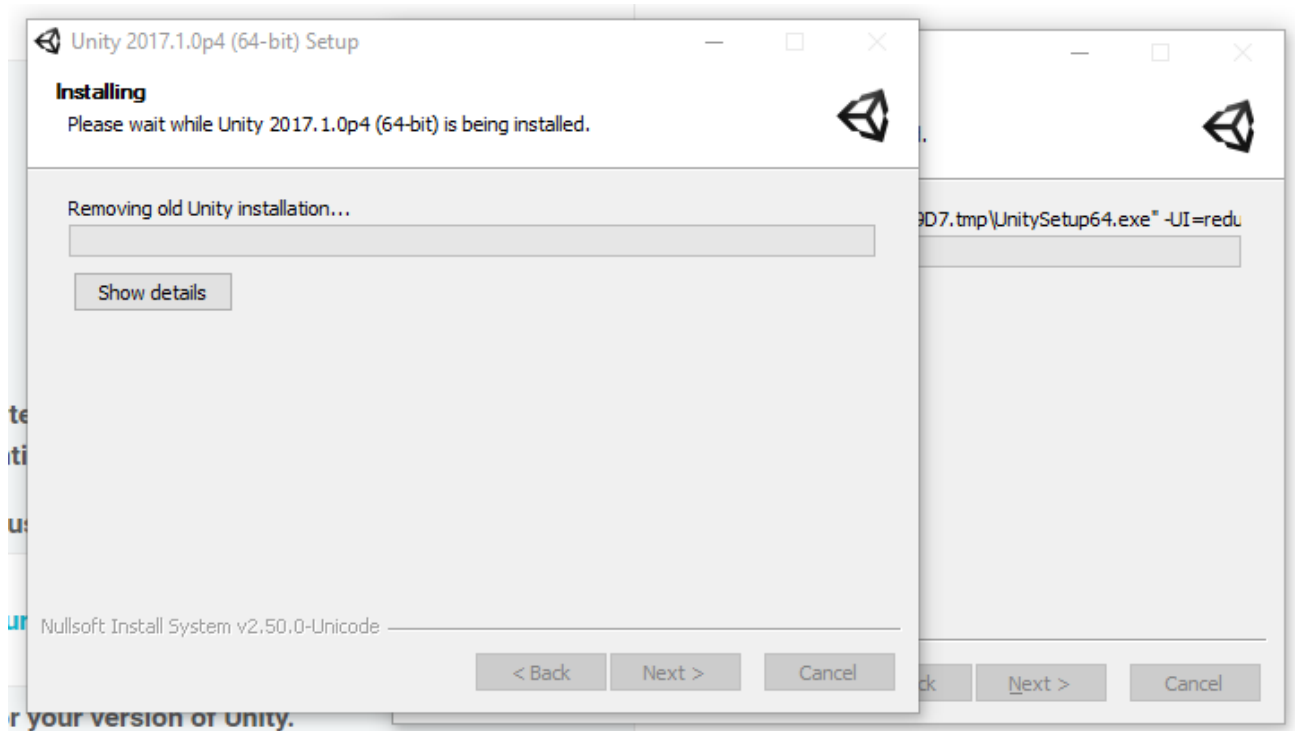 Unity 2017.1.0p4 (64-bit) Setup
Installing
Please wait while Unity 2017.1.0p4 (64-bit) is being installed.
Removing old Unity installation...
Show details
Nullsoft Install System v2.50.0-Unicode
< Back Next > Cancel
9D7.tmp\UnitySetup64.exe" -UI=redu
Next > Cancel
your version of Unity.